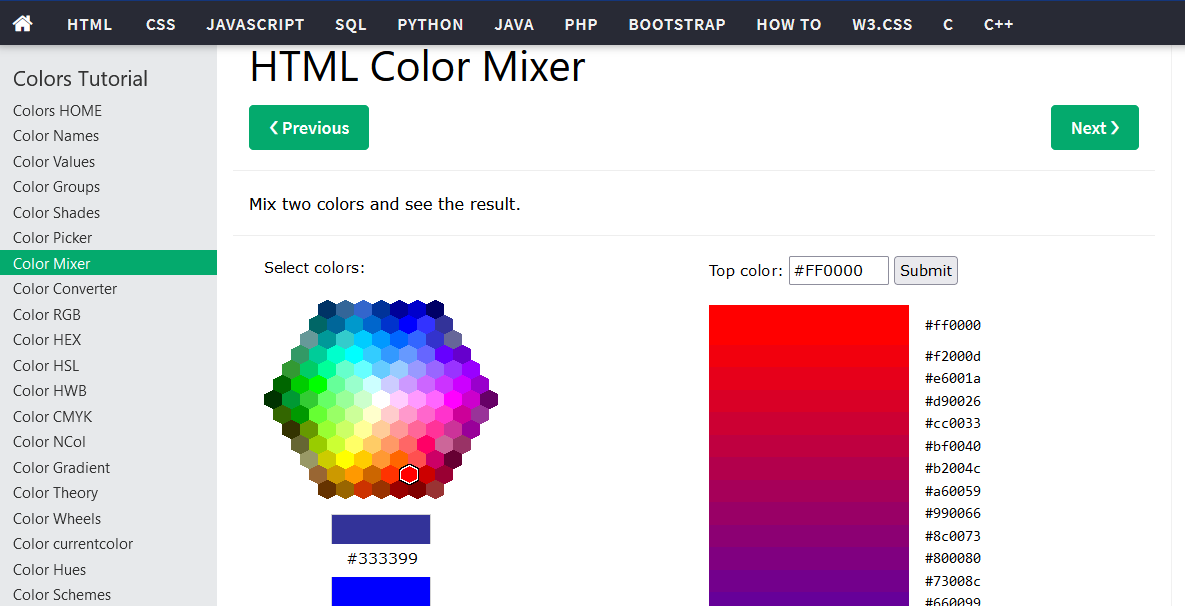 HTML CSS JAVASCRIPT SQL PYTHON JAVA PHP BOOTSTRAP HOW TO W3.CSS C C++
Colors Tutorial
Colors HOME
Color Names
Color Values
Color Groups
Color Shades
Color Picker
Color Mixer
Color Converter
Color RGB
Color HEX
Color HSL
Color HWB
Color CMYK
Color NCol
Color Gradient
Color Theory
Color Wheels
Color currentcolor
Color Hues
Color Schemes
HTML Color Mixer
❮ Previous
Next ❯
Mix two colors and see the result.
Select colors:
#333399
Top color: #FF0000 Submit
#ff0000
#f2000d
#e6001a
#d90026
#cc0033
#bf0040
#b2004c
#a60059
#990066
#8c0073
#800080
#73008c
#660099